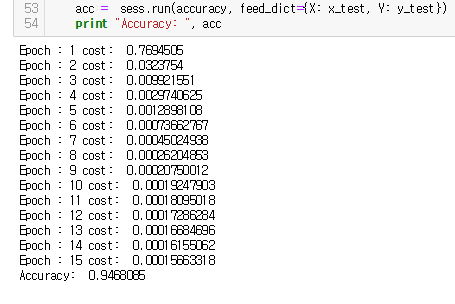 53 acc = sess.run(accuracy, feed_dict={X: x_test, Y: y_test})
54 print "Accuracy: ", acc
Epoch : 1 cost: 0.7694505
Epoch : 2 cost: 0.0323754
Epoch : 3 cost: 0.009921551
Epoch : 4 cost: 0.0029740625
Epoch : 5 cost: 0.0012898108
Epoch : 6 cost: 0.00073662767
Epoch : 7 cost: 0.00045024938
Epoch : 8 cost: 0.00026204853
Epoch : 9 cost: 0.00020750012
Epoch : 10 cost: 0.00019247903
Epoch : 11 cost: 0.00018095018
Epoch : 12 cost: 0.00017286284
Epoch : 13 cost: 0.00016684696
Epoch : 14 cost: 0.00016155062
Epoch : 15 cost: 0.00015663318
Accuracy: 0.9468085